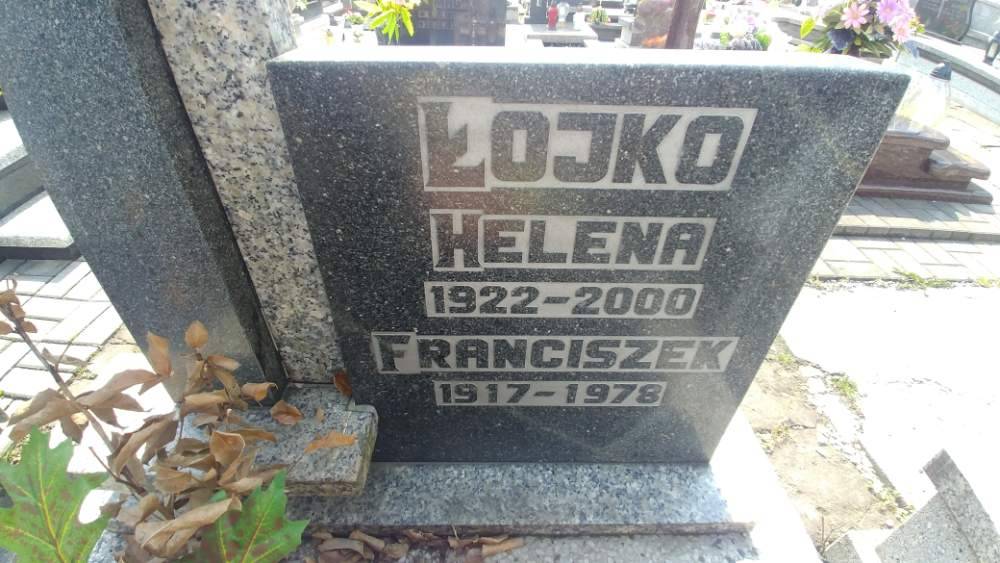 ŁOJKO
HELENA
1922-2000
FRANCISZEK
1917-1978